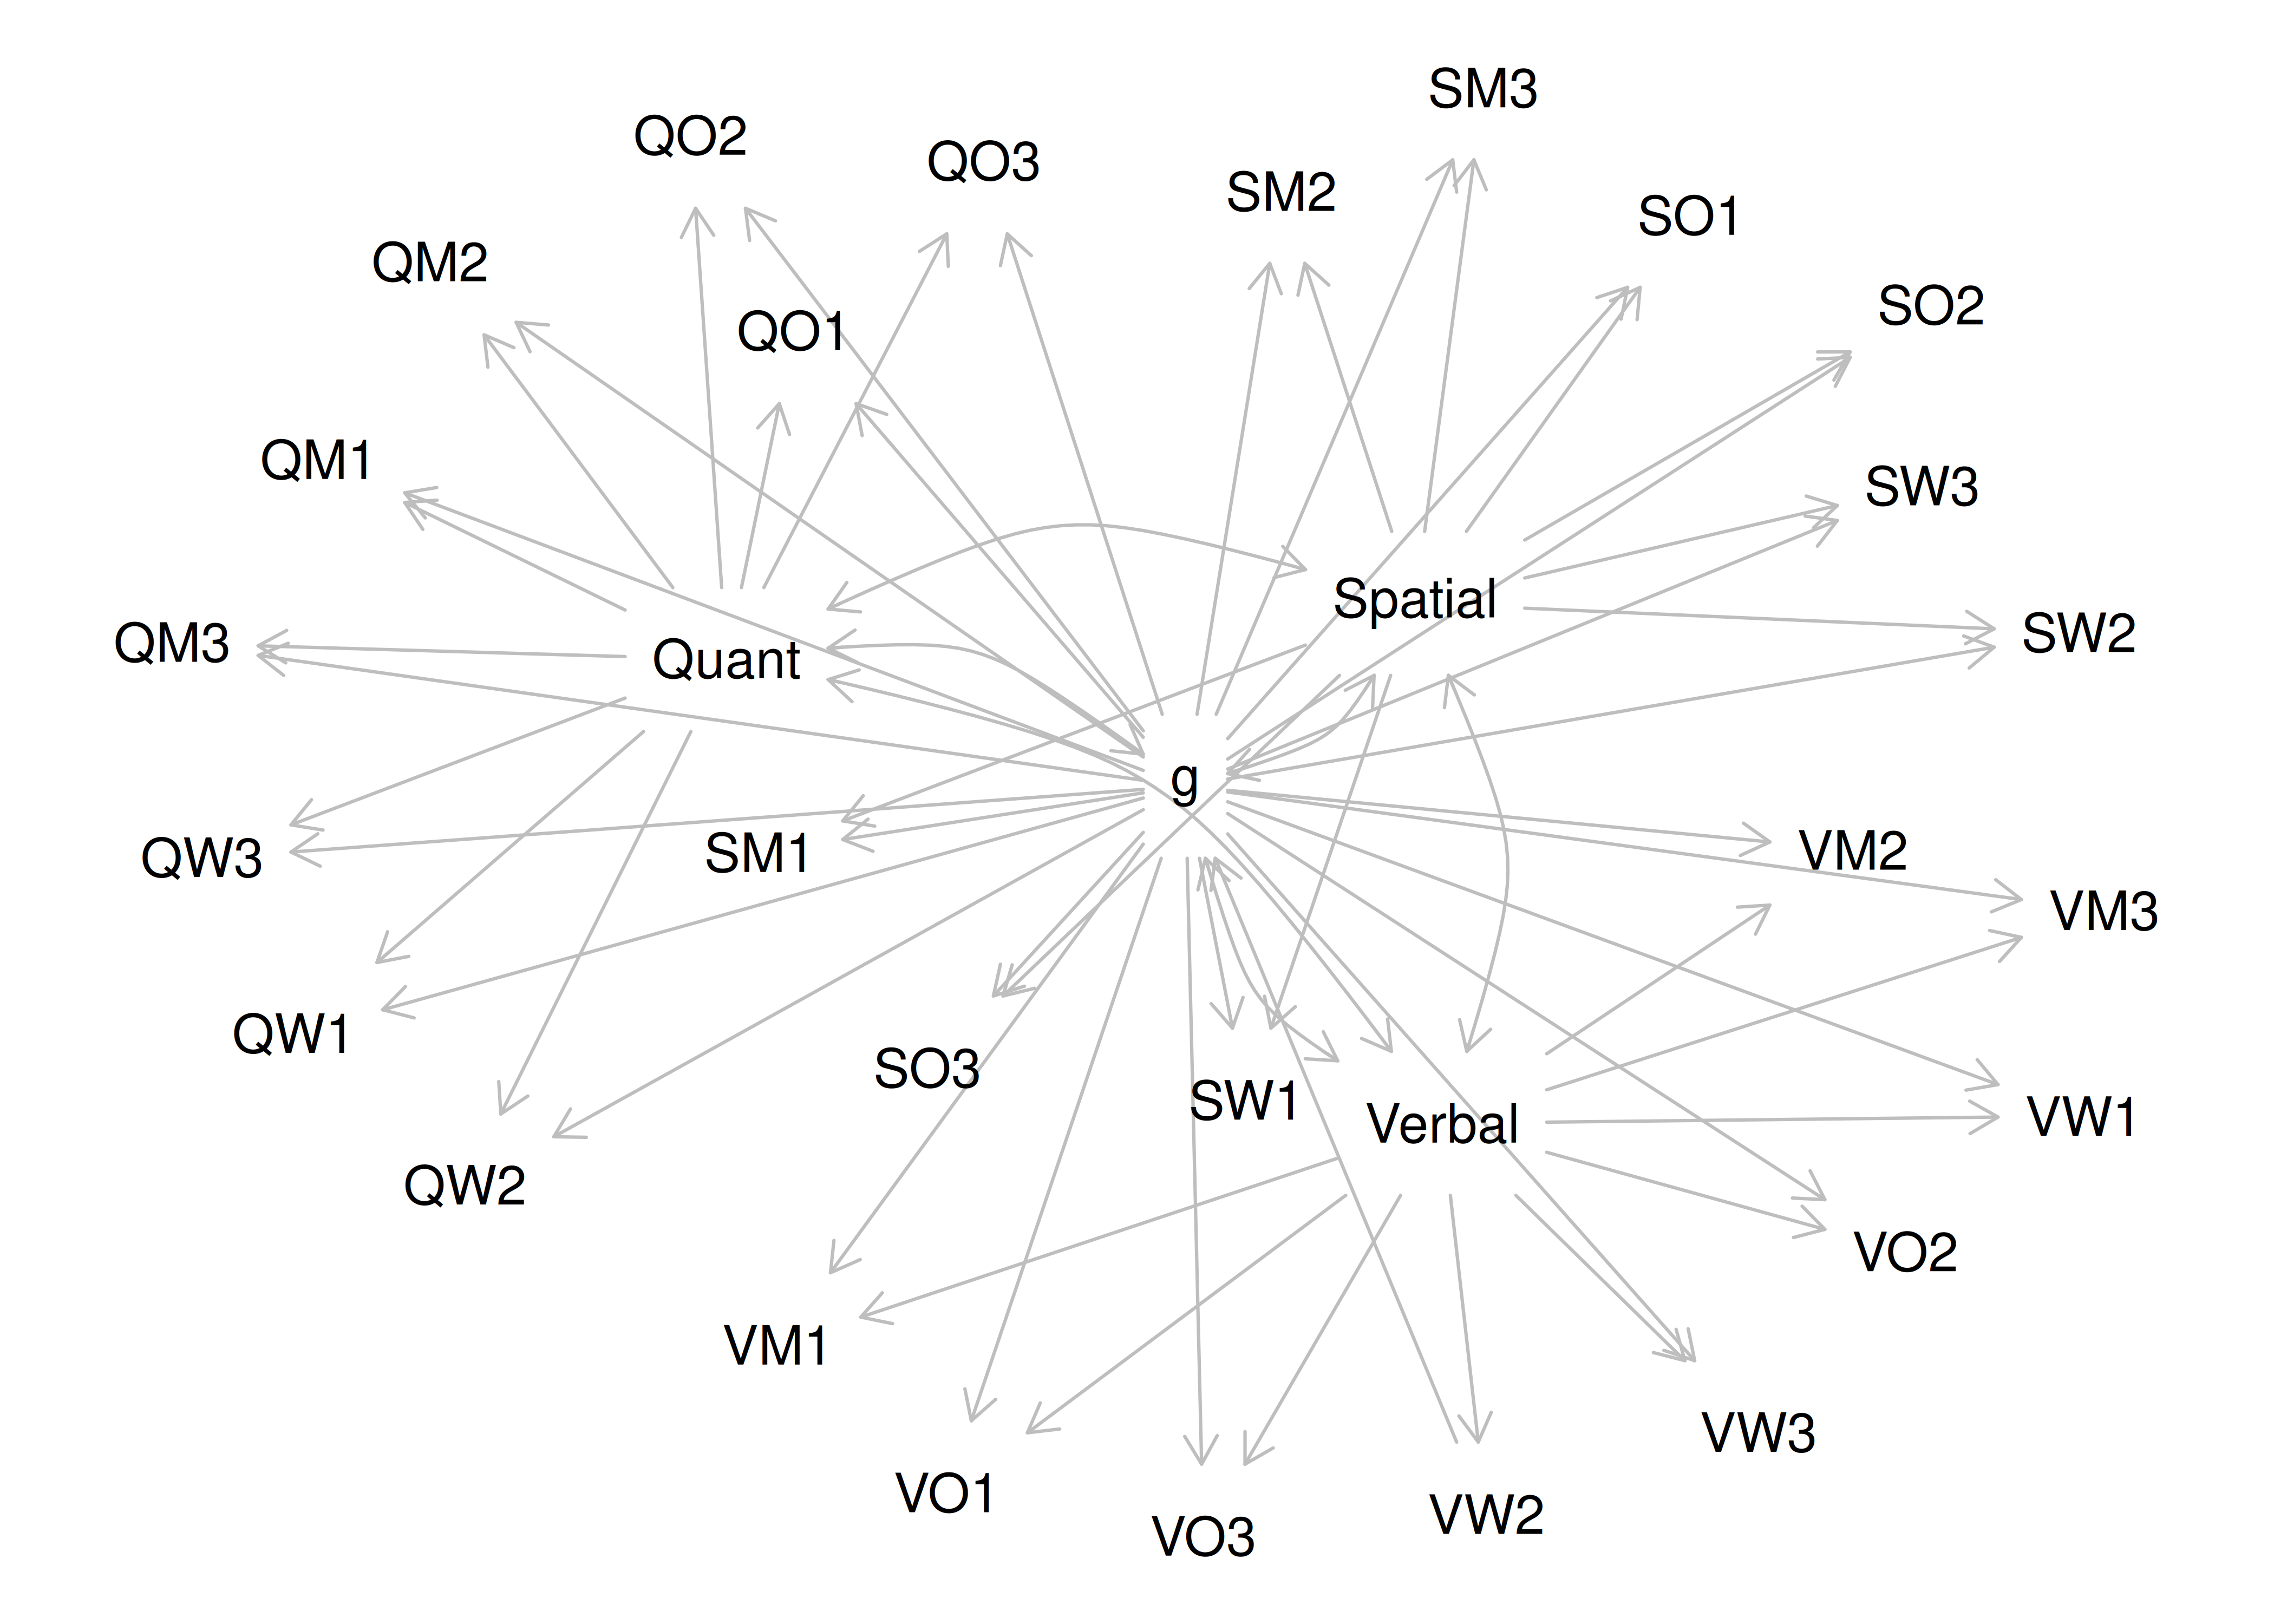 SM3
QO2
QO3
SM2
SO1
QM2
SO2
QO1
QM1
SW3
Spatial
SW2
QM3
Quant
g
VM2
SM1
QW3
VM3
QW1
SO3
SW1
VW1
Verbal
QW2
VO2
VM1
VW3
VO1
VW2
VO3